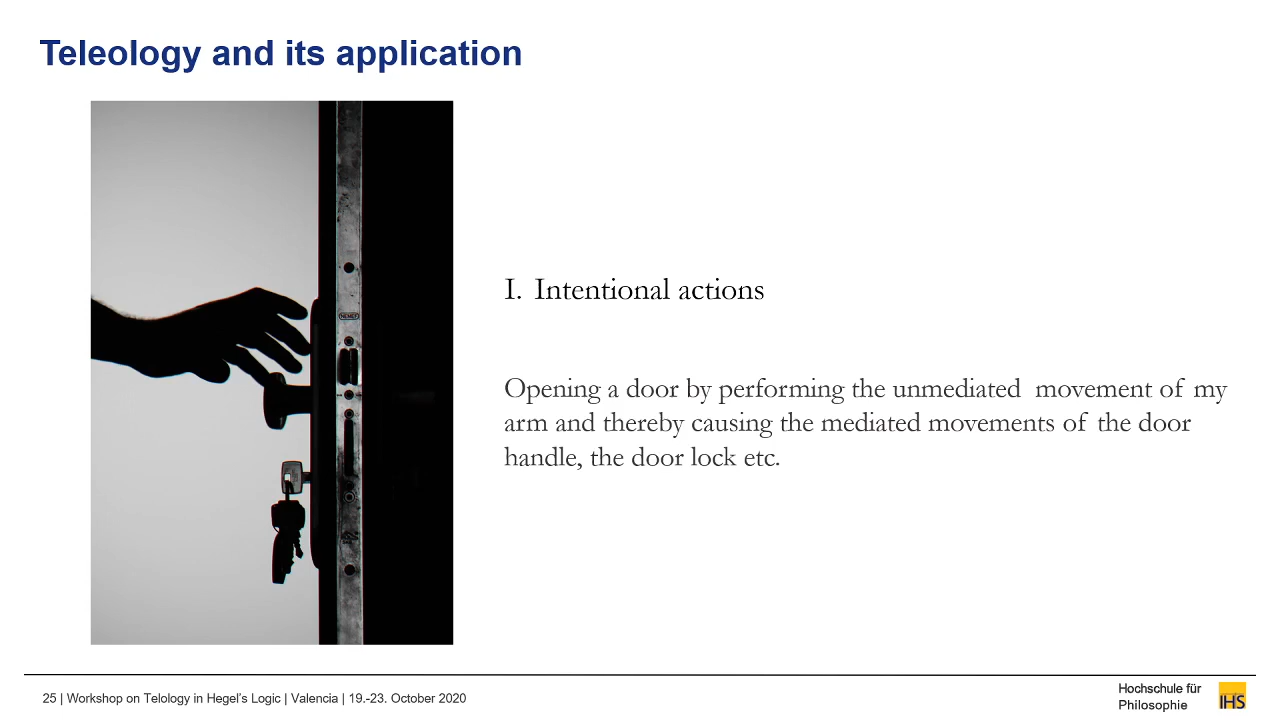 Teleology and its application
I. Intentional actions
Opening a door by performing the unmediated movement of my
arm and thereby causing the mediated movements of the door
handle, the door lock etc.
25 | Workshop on Telology in Hegel's Logic | Valencia | 19.-23. October 2020
Hochschule für
Philosophie
IHS